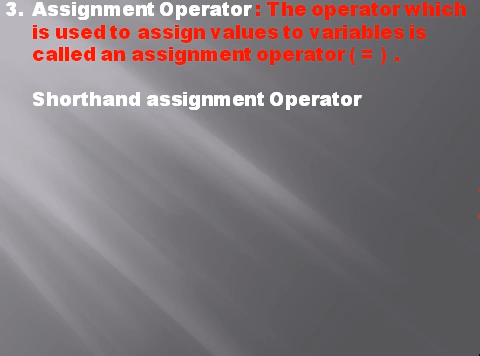 3. Assignment Operator : The operator which
is used to assign values to variables is
called an assignment operator ( = ) .
Shorthand assignment Operator